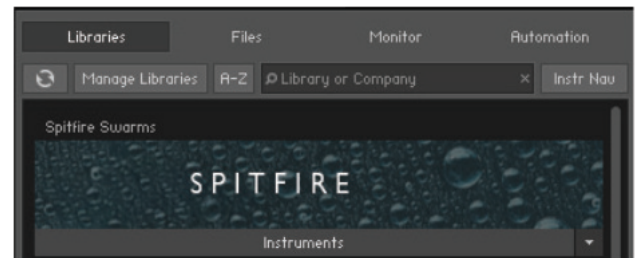 Libraries Files Monitor Automation
Manage Libraries A-Z Library or Company × Instr Nav
Spitfire Swarms
SPITFIRE
Instruments